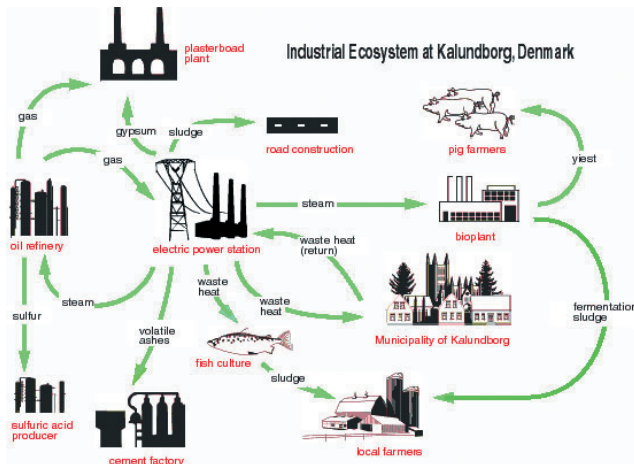 plasterboad
plant
Industrial Ecosystem at Kalundborg, Denmark
gas
gypsum
sludge
road construction
pig farmers
gas
yiest
oil refinery
electric power station
steam
bioplant
waste heat
(return)
steam
waste
heat
waste
heat
fermentation
sludge
sulfur
volatile
ashes
Municipality of Kalundborg
fish culture
sludge
sulfuric acid
producer
cement factory
local farmers